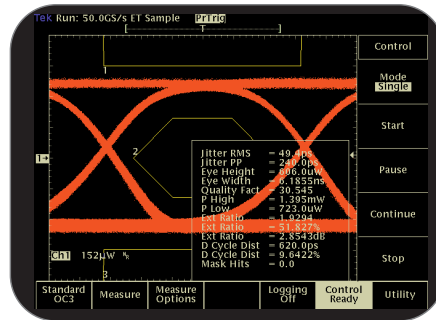 Tek Run: 50.0GS/s ET Sample PrTrig
T
Control
Mode
Single
Start
Pause
Continue
Stop
1
1
2
3
Jitter RMS = 49.4ps
Jitter PP = 240.0ps
Eye Height = 606.0uW
Eye Width = 6.1855ns
Quality Fact = 30.545
P High = 1.395mW
P Low = 723.0uW
Ext Ratio = 1.9294
Ext Ratio = 51.827%
Ext Ratio = 2.8543dB
D Cycle Dist = 620.0ps
D Cycle Dist = 9.6422%
Mask Hits = 0.0
Ch1 152µW
Standard
OC3
Measure
Measure
Options
Logging
Off
Control
Ready
Utility